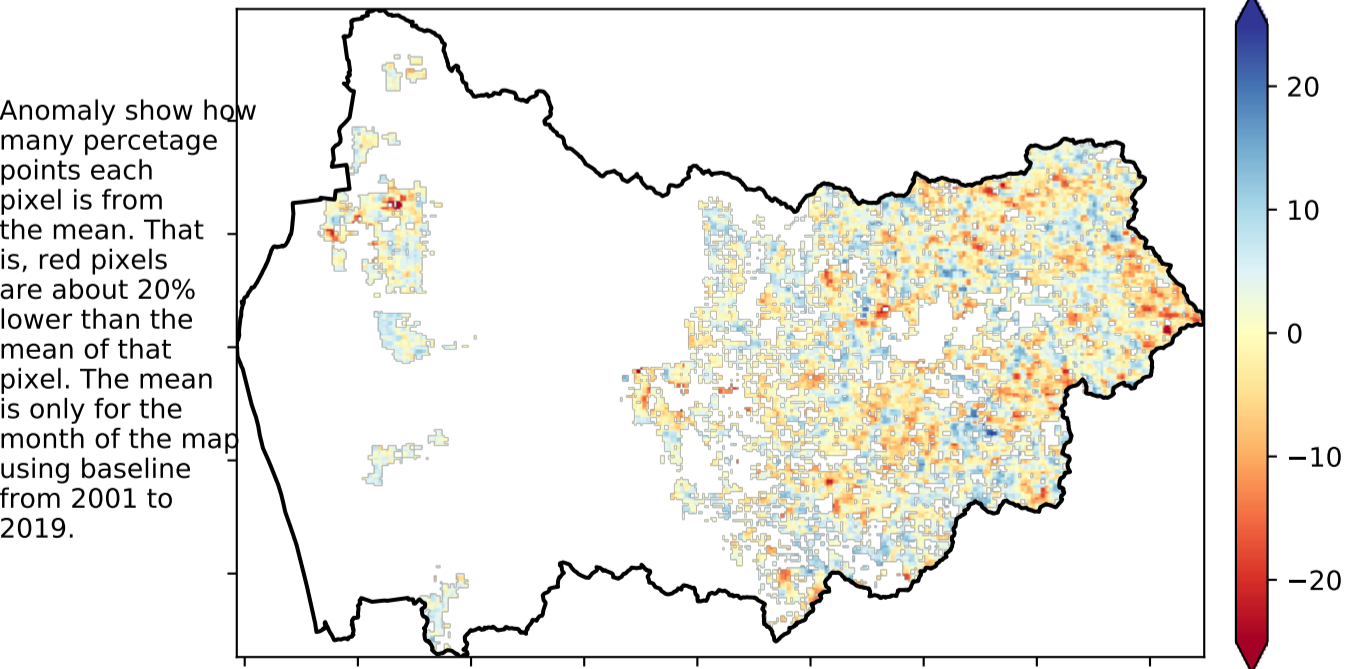 Anomaly show how
many percetage
points each
pixel is from
the mean. That
is, red pixels
are about 20%
lower than the
mean of that
pixel. The mean
is only for the
month of the map
using baseline
from 2001 to
2019.
20
10
0
−10
−20